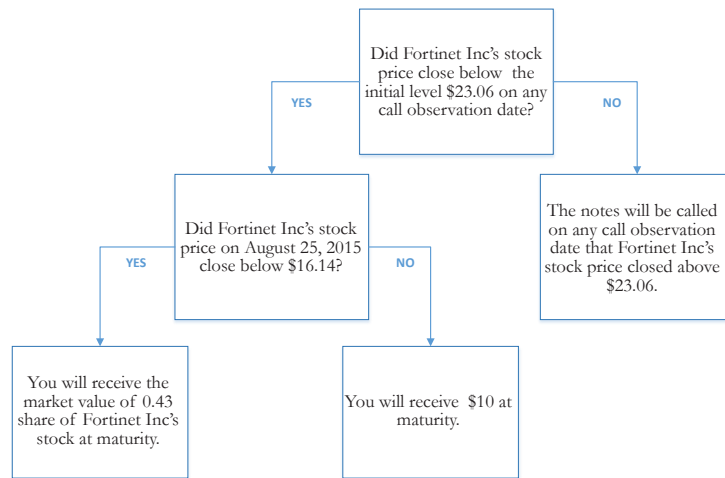 Did Fortinet Inc's stock
price close below the
initial level $23.06 on any
call observation date?
YES
NO
Did Fortinet Inc's stock
price on August 25, 2015
close below $16.14?
The notes will be called
on any call observation
date that Fortinet Inc's
stock price closed above
$23.06.
YES
NO
You will receive the
market value of 0.43
share of Fortinet Inc's
stock at maturity.
You will receive $10 at
maturity.